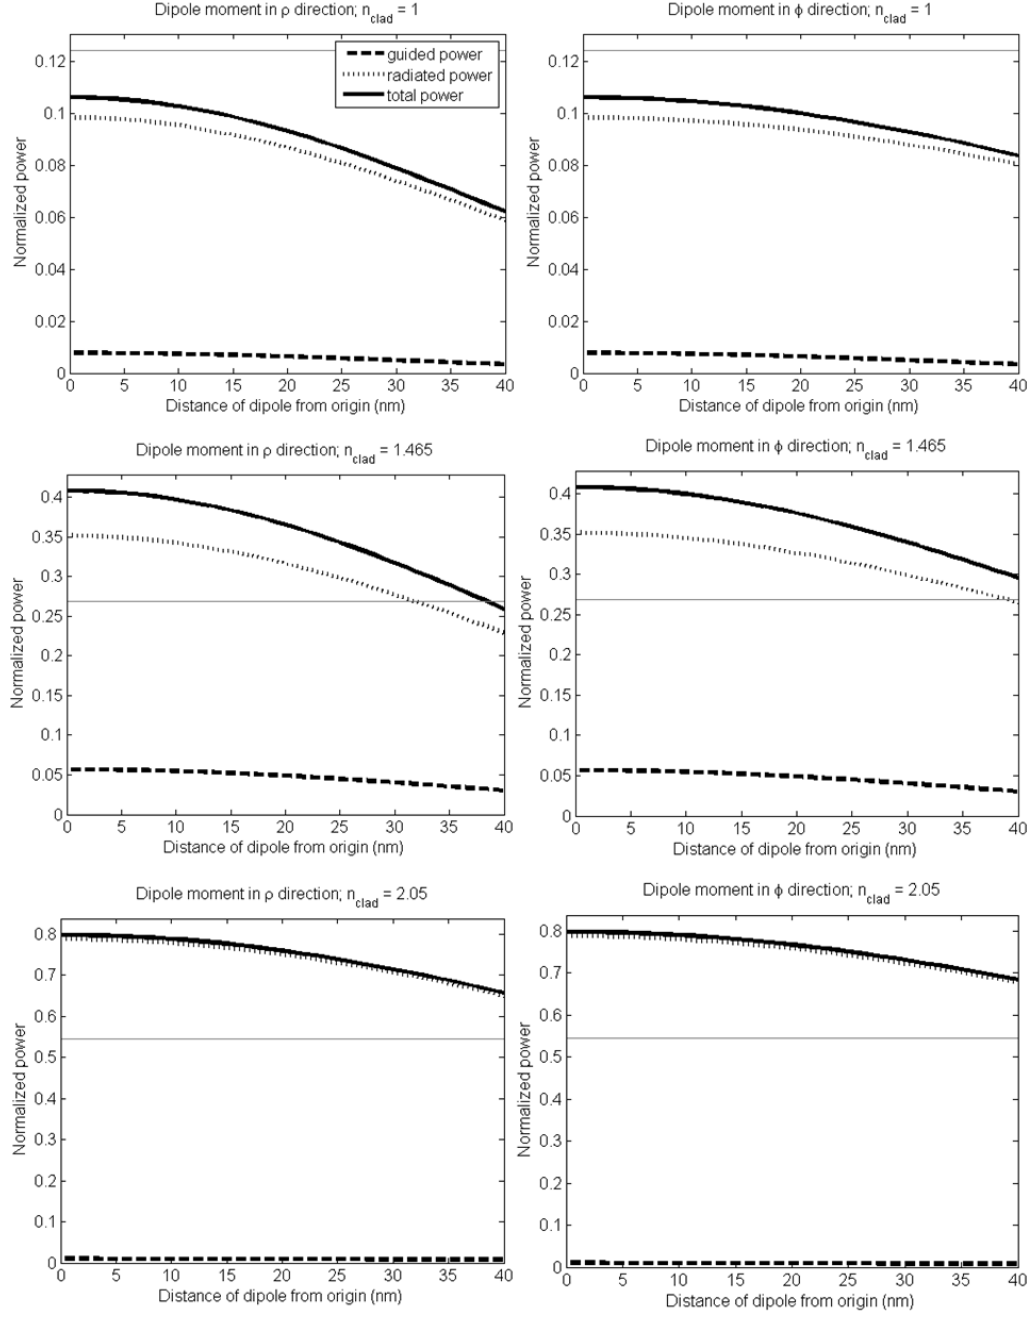 Dipole moment in ρ direction; n_clad = 1
Normalized power
0.12
0.1
0.08
0.06
0.04
0.02
0
guided power
radiated power
total power
0 5 10 15 20 25 30 35 40
Distance of dipole from origin (nm)
Dipole moment in ϕ direction; n_clad = 1
Normalized power
0.12
0.1
0.08
0.06
0.04
0.02
0
0 5 10 15 20 25 30 35 40
Distance of dipole from origin (nm)
Dipole moment in ρ direction; n_clad = 1.465
Normalized power
0.4
0.35
0.3
0.25
0.2
0.15
0.1
0.05
0
0 5 10 15 20 25 30 35 40
Distance of dipole from origin (nm)
Dipole moment in ϕ direction; n_clad = 1.465
Normalized power
0.4
0.35
0.3
0.25
0.2
0.15
0.1
0.05
0
0 5 10 15 20 25 30 35 40
Distance of dipole from origin (nm)
Dipole moment in ρ direction; n_clad = 2.05
Normalized power
0.8
0.7
0.6
0.5
0.4
0.3
0.2
0.1
0
0 5 10 15 20 25 30 35 40
Distance of dipole from origin (nm)
Dipole moment in ϕ direction; n_clad = 2.05
Normalized power
0.8
0.7
0.6
0.5
0.4
0.3
0.2
0.1
0
0 5 10 15 20 25 30 35 40
Distance of dipole from origin (nm)